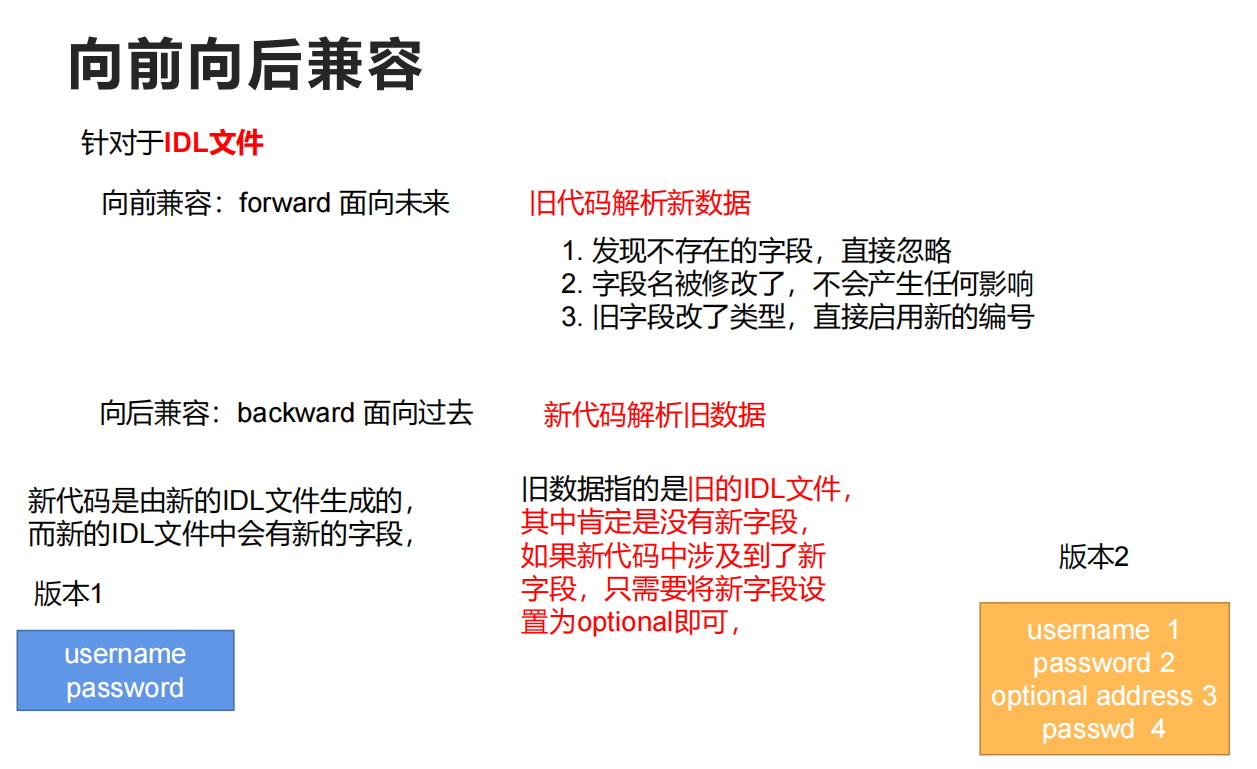 向前向后兼容
针对于IDL文件
向前兼容：forward 面向未来
旧代码解析新数据
1. 发现不存在的字段，直接忽略
2. 字段名被修改了，不会产生任何影响
3. 旧字段改了类型，直接启用新的编号
向后兼容：backward 面向过去
新代码解析旧数据
新代码是由新的IDL文件生成的，
而新的IDL文件中会有新的字段，
旧数据指的是旧的IDL文件，
其中肯定是没有新字段，
如果新代码中涉及到了新
字段，只需要将新字段设
置为optional即可，
版本1
username
password
版本2
username 1
password 2
optional address 3
passwd 4